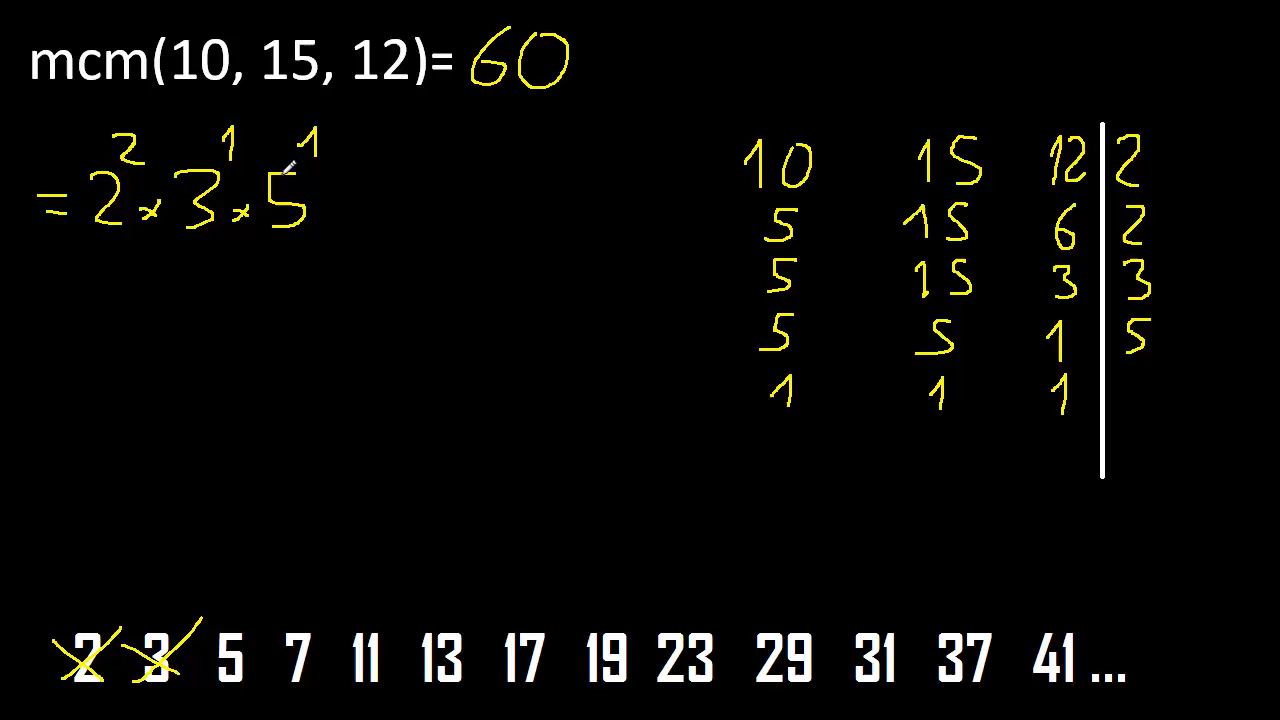 mcm(10, 15, 12)= 60
= 2² × 3¹ × 5¹
10 15 12 | 2
5 15 6 | 2
5 15 3 | 3
5 5 1 | 5
1 1 1 |
2 3 5 7 11 13 17 19 23 29 31 37 41 ...